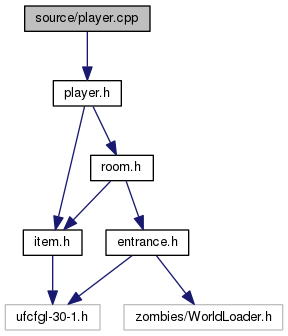 source/player.cpp
player.h
room.h
item.h
entrance.h
ufcfgl-30-1.h
zombies/WorldLoader.h